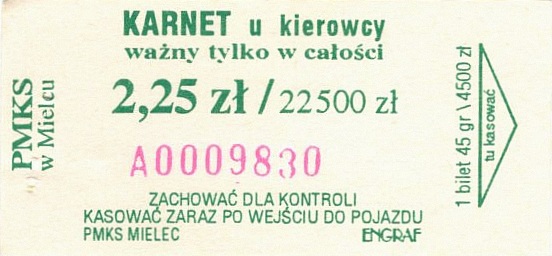 KARNET u kierowcy
ważny tylko w całości
PMKS
w Mielcu
2,25 zł / 22500 zł
A0009830
1 bilet 45 gr \ 4500 zł
tu kasować
ZACHOWAĆ DLA KONTROLI
KASOWAĆ ZARAZ PO WEJŚCIU DO POJAZDU
PMKS MIELEC
ENGRAF